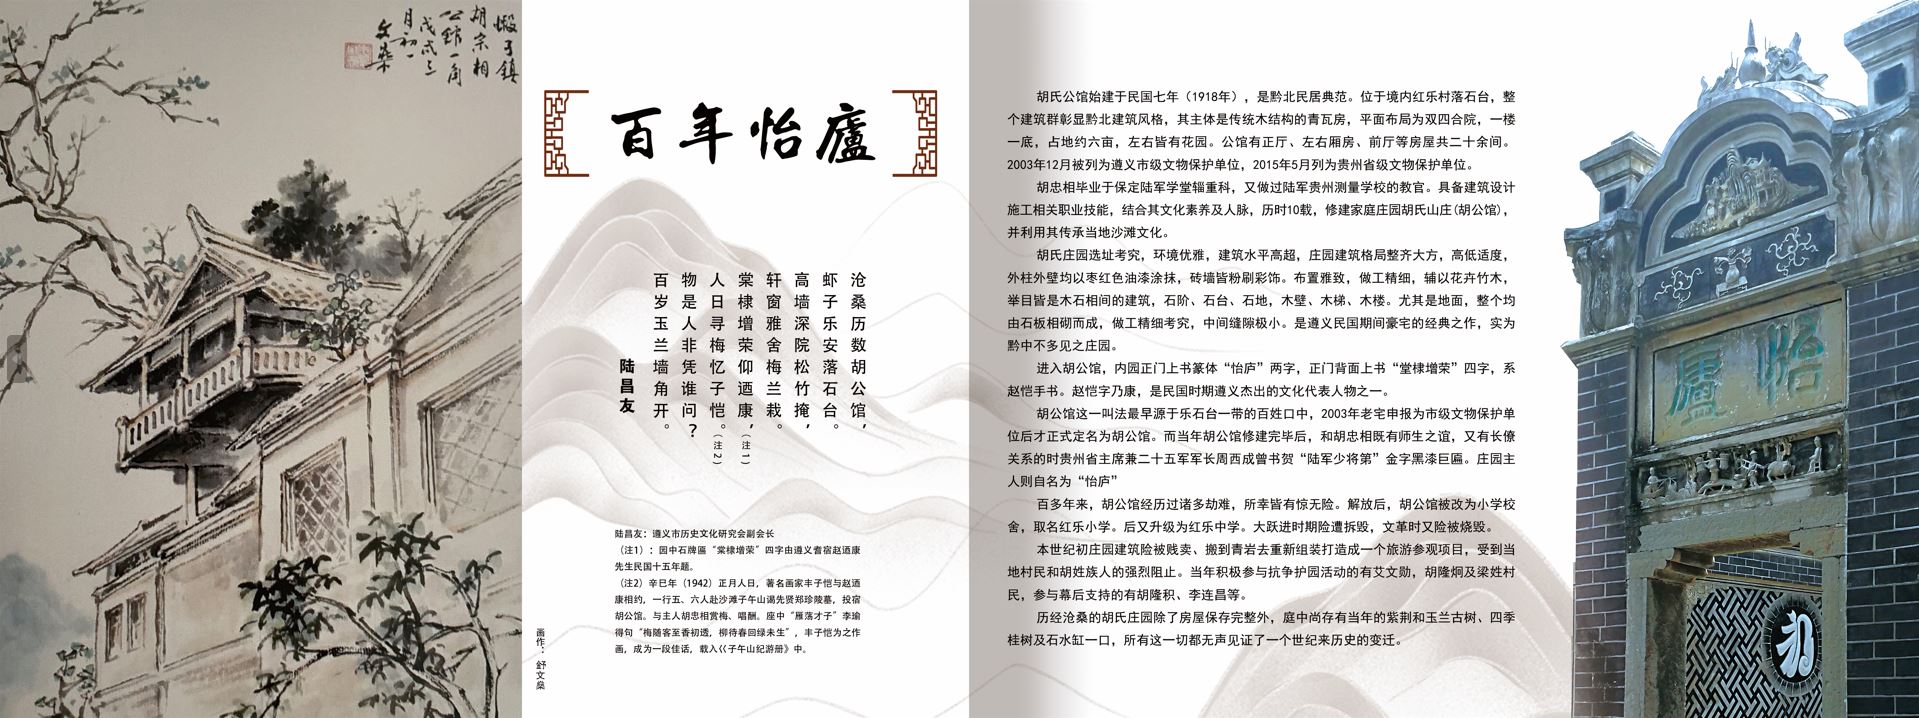 蝦子鎮
胡宗相
公館一角
戊戌三
月初一
文燊
百年怡廬
沧桑历数胡公馆，
虾子乐安落石台。
高墙深院松竹掩，
轩窗雅舍梅兰栽。
棠棣增荣仰迺康，（注1）
人日寻梅忆子恺。（注2）
物是人非凭谁问？
百岁玉兰墙角开。
陆昌友
陆昌友：遵义市历史文化研究会副会长
（注1）：园中石牌匾“棠棣增荣”四字由遵义耆宿赵迺康
先生民国十五年题。
（注2）辛巳年（1942）正月人日，著名画家丰子恺与赵迺
康相约，一行五、六人赴沙滩子午山谒先贤郑珍陵墓，投宿
胡公馆。与主人胡忠相赏梅、唱酬。座中“雁落才子”李瑜
得句“梅随客至香初透，柳待春回绿未生”，丰子恺为之作
画，成为一段佳话，载入巜子午山纪游册》中。
画作：舒文燊
胡氏公馆始建于民国七年（1918年），是黔北民居典范。位于境内红乐村落石台，整
个建筑群彰显黔北建筑风格，其主体是传统木结构的青瓦房，平面布局为双四合院，一楼
一底，占地约六亩，左右皆有花园。公馆有正厅、左右厢房、前厅等房屋共二十余间。
2003年12月被列为遵义市级文物保护单位，2015年5月列为贵州省级文物保护单位。
胡忠相毕业于保定陆军学堂辎重科，又做过陆军贵州测量学校的教官。具备建筑设计
施工相关职业技能，结合其文化素养及人脉，历时10载，修建家庭庄园胡氏山庄(胡公馆)，
并利用其传承当地沙滩文化。
胡氏庄园选址考究，环境优雅，建筑水平高超，庄园建筑格局整齐大方，高低适度，
外柱外壁均以枣红色油漆涂抹，砖墙皆粉刷彩饰。布置雅致，做工精细，辅以花卉竹木，
举目皆是木石相间的建筑，石阶、石台、石地，木壁、木梯、木楼。尤其是地面，整个均
由石板相砌而成，做工精细考究，中间缝隙极小。是遵义民国期间豪宅的经典之作，实为
黔中不多见之庄园。
进入胡公馆，内园正门上书篆体“怡庐”两字，正门背面上书“堂棣增荣”四字，系
赵恺手书。赵恺字乃康，是民国时期遵义杰出的文化代表人物之一。
胡公馆这一叫法最早源于乐石台一带的百姓口中，2003年老宅申报为市级文物保护单
位后才正式定名为胡公馆。而当年胡公馆修建完毕后，和胡忠相既有师生之谊，又有长僚
关系的时贵州省主席兼二十五军军长周西成曾书贺“陆军少将第”金字黑漆巨匾。庄园主
人则自名为“怡庐”
百多年来，胡公馆经历过诸多劫难，所幸皆有惊无险。解放后，胡公馆被改为小学校
舍，取名红乐小学。后又升级为红乐中学。大跃进时期险遭拆毁，文革时又险被烧毁。
本世纪初庄园建筑险被贱卖、搬到青岩去重新组装打造成一个旅游参观项目，受到当
地村民和胡姓族人的强烈阻止。当年积极参与抗争护园活动的有艾文勋，胡隆炯及梁姓村
民，参与幕后支持的有胡隆积、李连昌等。
历经沧桑的胡氏庄园除了房屋保存完整外，庭中尚存有当年的紫荆和玉兰古树、四季
桂树及石水缸一口，所有这一切都无声见证了一个世纪来历史的变迁。
怡廬